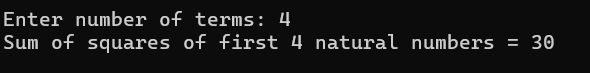 Enter number of terms: 4
Sum of squares of first 4 natural numbers = 30